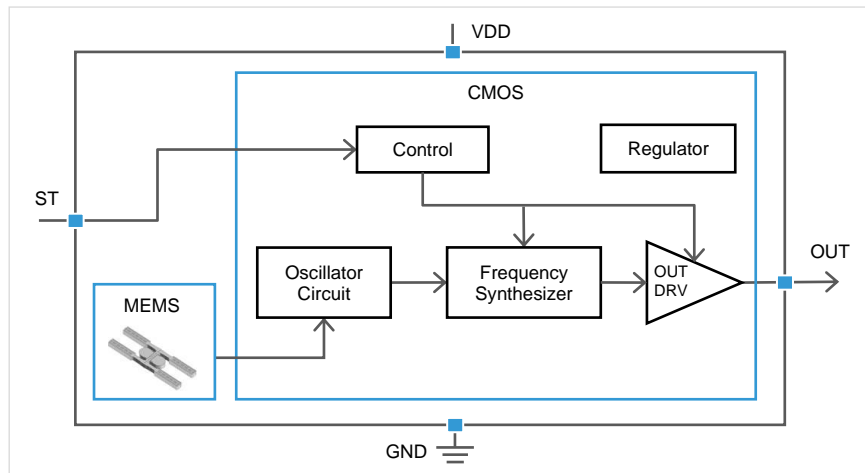 VDD
CMOS
Control
Regulator
ST
OUT
Oscillator
Circuit
Frequency
Synthesizer
OUT
DRV
MEMS
GND